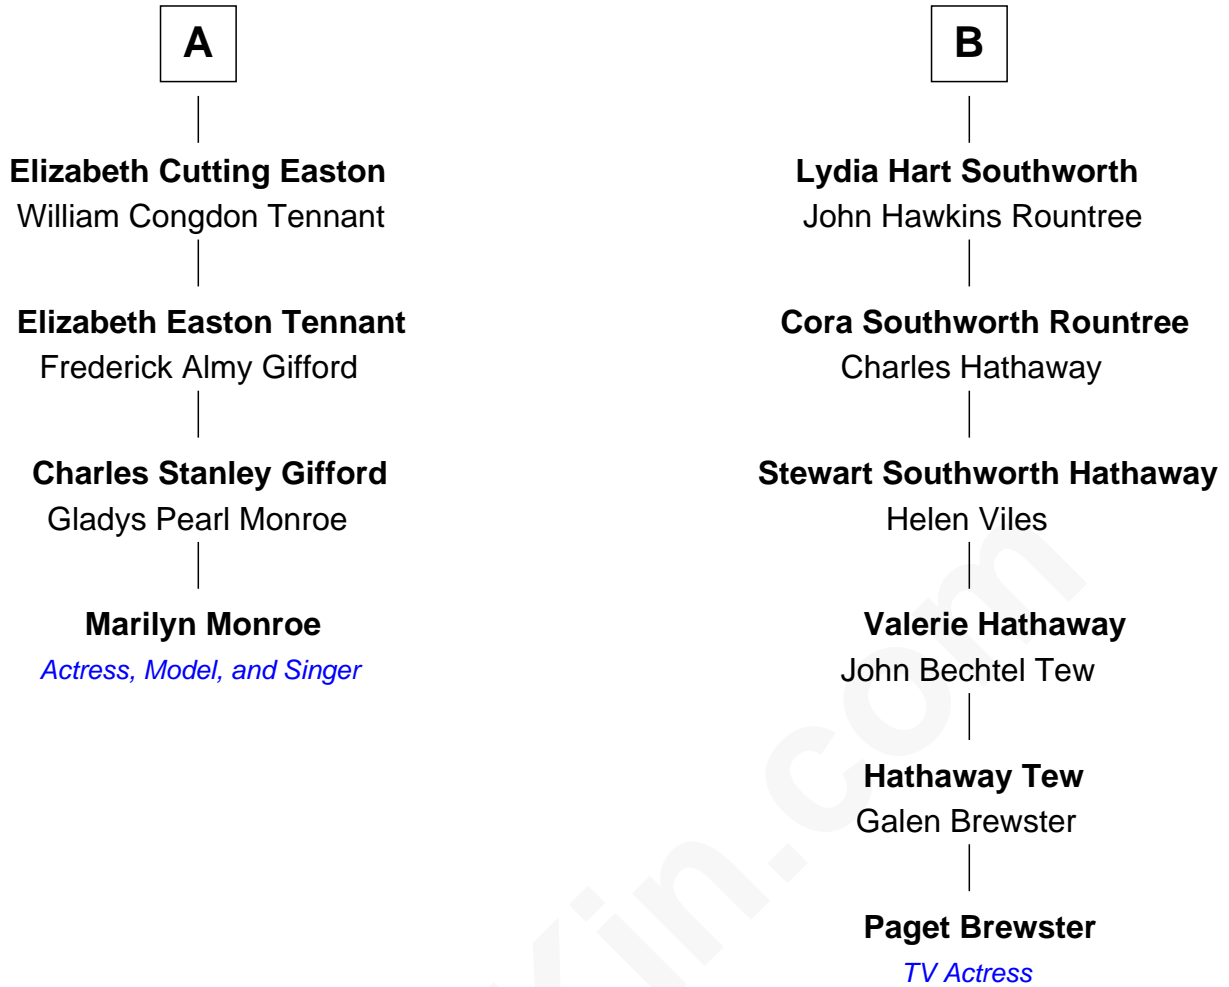 A
Elizabeth Cutting Easton
William Congdon Tennant
Elizabeth Easton Tennant
Frederick Almy Gifford
Charles Stanley Gifford
Gladys Pearl Monroe
Marilyn Monroe
Actress, Model, and Singer
B
Lydia Hart Southworth
John Hawkins Rountree
Cora Southworth Rountree
Charles Hathaway
Stewart Southworth Hathaway
Helen Viles
Valerie Hathaway
John Bechtel Tew
Hathaway Tew
Galen Brewster
Paget Brewster
TV Actress
Kin.com